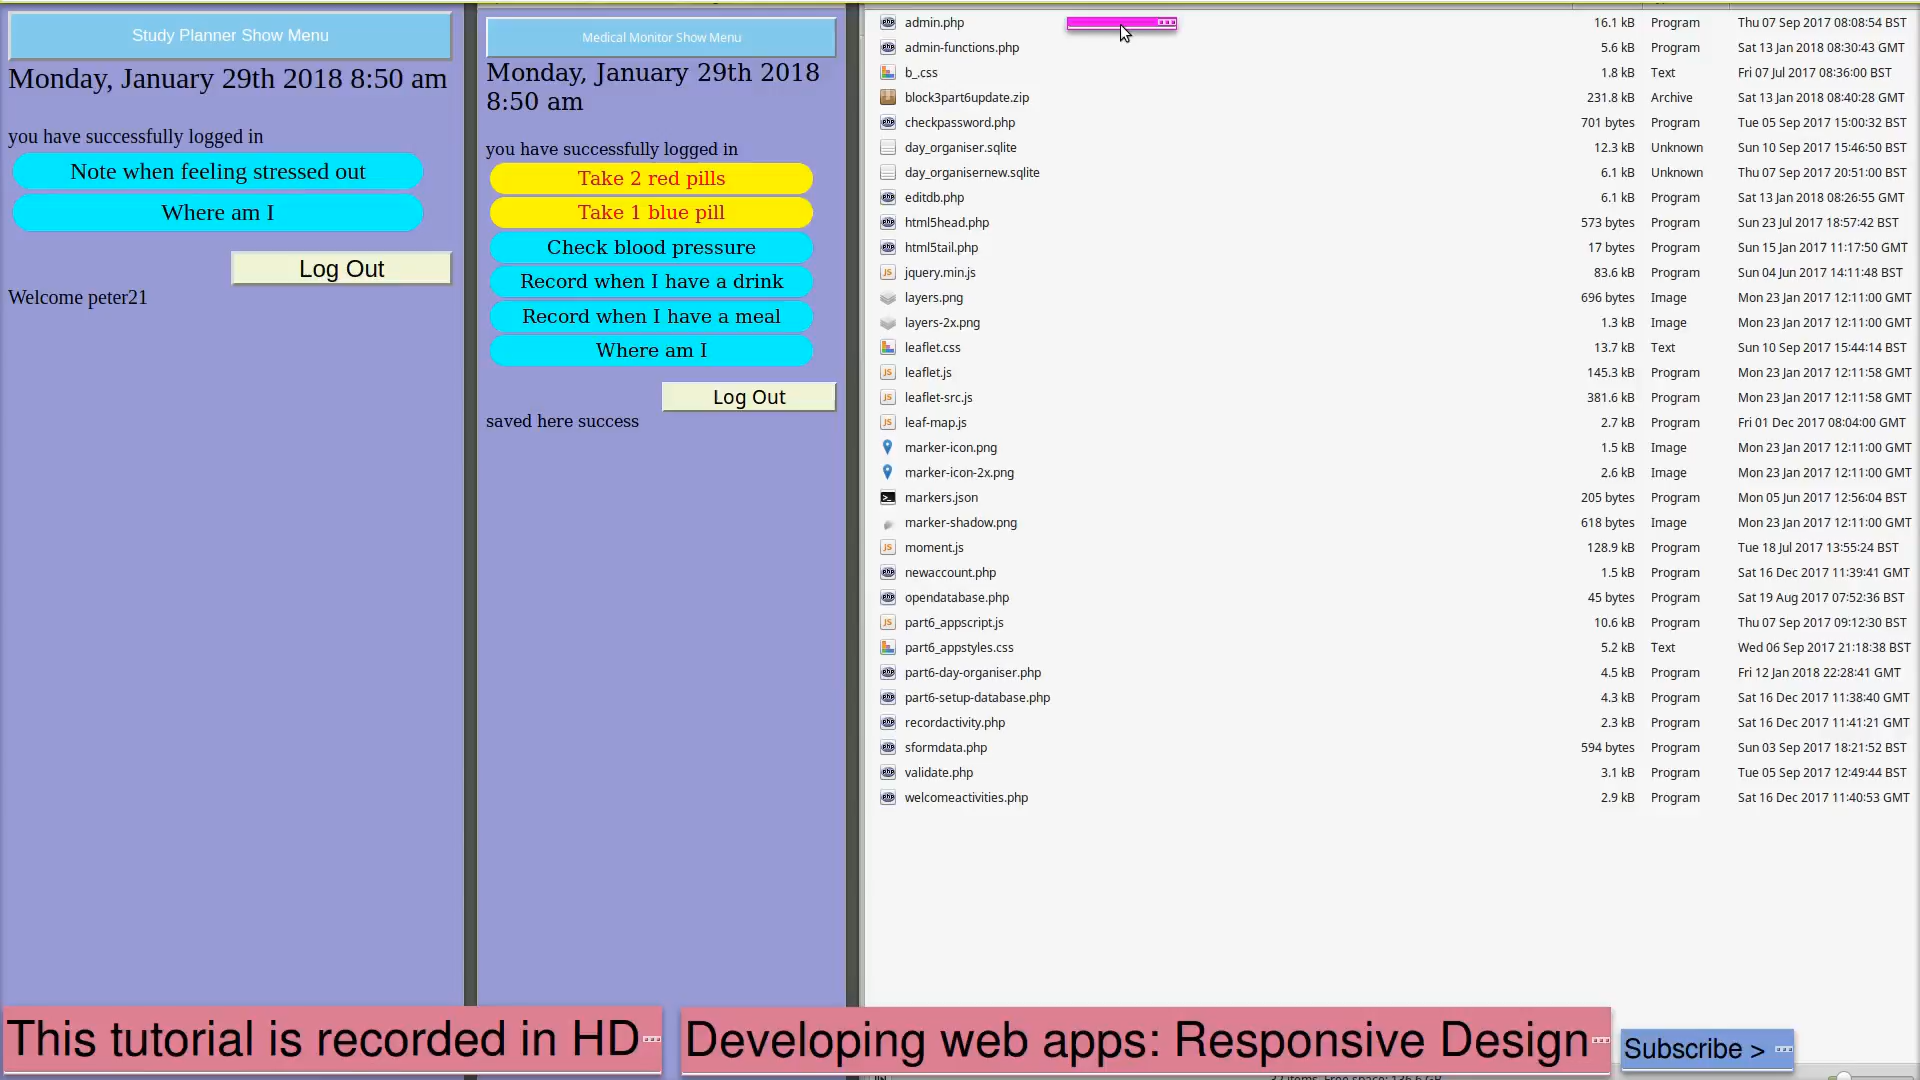 Study Planner Show Menu
Monday, January 29th 2018 8:50 am
you have successfully logged in
Note when feeling stressed out
Where am I
Log Out
Welcome peter21
Medical Monitor Show Menu
Monday, January 29th 2018
8:50 am
you have successfully logged in
Take 2 red pills
Take 1 blue pill
Check blood pressure
Record when I have a drink
Record when I have a meal
Where am I
Log Out
saved here success
admin.php 16.1 kB Program Thu 07 Sep 2017 08:08:54 BST
admin-functions.php 5.6 kB Program Sat 13 Jan 2018 08:30:43 GMT
b_.css 1.8 kB Text Fri 07 Jul 2017 08:36:00 BST
block3part6update.zip 231.8 kB Archive Sat 13 Jan 2018 08:40:28 GMT
checkpassword.php 701 bytes Program Tue 05 Sep 2017 15:00:32 BST
day_organiser.sqlite 12.3 kB Unknown Sun 10 Sep 2017 15:46:50 BST
day_organisernew.sqlite 6.1 kB Unknown Thu 07 Sep 2017 20:51:00 BST
editdb.php 6.1 kB Program Sat 13 Jan 2018 08:26:55 GMT
html5head.php 573 bytes Program Sun 23 Jul 2017 18:57:42 BST
html5tail.php 17 bytes Program Sun 15 Jan 2017 11:17:50 GMT
jquery.min.js 83.6 kB Program Sun 04 Jun 2017 14:11:48 BST
layers.png 696 bytes Image Mon 23 Jan 2017 12:11:00 GMT
layers-2x.png 1.3 kB Image Mon 23 Jan 2017 12:11:00 GMT
leaflet.css 13.7 kB Text Sun 10 Sep 2017 15:44:14 BST
leaflet.js 145.3 kB Program Mon 23 Jan 2017 12:11:58 GMT
leaflet-src.js 381.6 kB Program Mon 23 Jan 2017 12:11:58 GMT
leaf-map.js 2.7 kB Program Fri 01 Dec 2017 08:04:00 GMT
marker-icon.png 1.5 kB Image Mon 23 Jan 2017 12:11:00 GMT
marker-icon-2x.png 2.6 kB Image Mon 23 Jan 2017 12:11:00 GMT
markers.json 205 bytes Program Mon 05 Jun 2017 12:56:04 BST
marker-shadow.png 618 bytes Image Mon 23 Jan 2017 12:11:00 GMT
moment.js 128.9 kB Program Tue 18 Jul 2017 13:55:24 BST
newaccount.php 1.5 kB Program Sat 16 Dec 2017 11:39:41 GMT
opendatabase.php 45 bytes Program Sat 19 Aug 2017 07:52:36 BST
part6_appscript.js 10.6 kB Program Thu 07 Sep 2017 09:12:30 BST
part6_appstyles.css 5.2 kB Text Wed 06 Sep 2017 21:18:38 BST
part6-day-organiser.php 4.5 kB Program Fri 12 Jan 2018 22:28:41 GMT
part6-setup-database.php 4.3 kB Program Sat 16 Dec 2017 11:38:40 GMT
recordactivity.php 2.3 kB Program Sat 16 Dec 2017 11:41:21 GMT
sformdata.php 594 bytes Program Sun 03 Sep 2017 18:21:52 BST
validate.php 3.1 kB Program Tue 05 Sep 2017 12:49:44 BST
welcomeactivities.php 2.9 kB Program Sat 16 Dec 2017 11:40:53 GMT
This tutorial is recorded in HD
Developing web apps: Responsive Design
Subscribe >